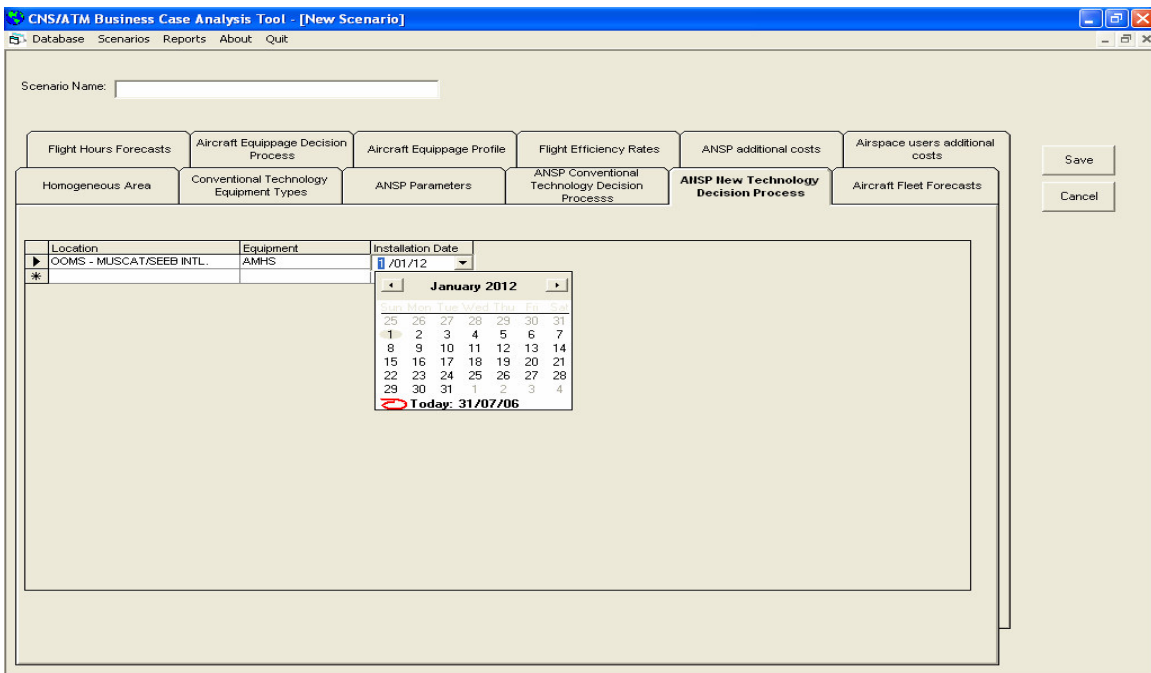 CNS/ATM Business Case Analysis Tool - [New Scenario]
Database Scenarios Reports About Quit
Scenario Name:
Flight Hours Forecasts
Aircraft Equippage Decision
Process
Aircraft Equippage Profile
Flight Efficiency Rates
ANSP additional costs
Airspace users additional
costs
Save
Homogeneous Area
Conventional Technology
Equipment Types
ANSP Parameters
ANSP Conventional
Technology Decision
Processs
ANSP New Technology
Decision Process
Aircraft Fleet Forecasts
Cancel
Location Equipment Installation Date
OOMS - MUSCAT/SEEB INTL. AMHS 1 /01/12
January 2012
Sun Mon Tue Wed Thu Fri Sat
25 26 27 28 29 30 31
1 2 3 4 5 6 7
8 9 10 11 12 13 14
15 16 17 18 19 20 21
22 23 24 25 26 27 28
29 30 31 1 2 3 4
Today: 31/07/06